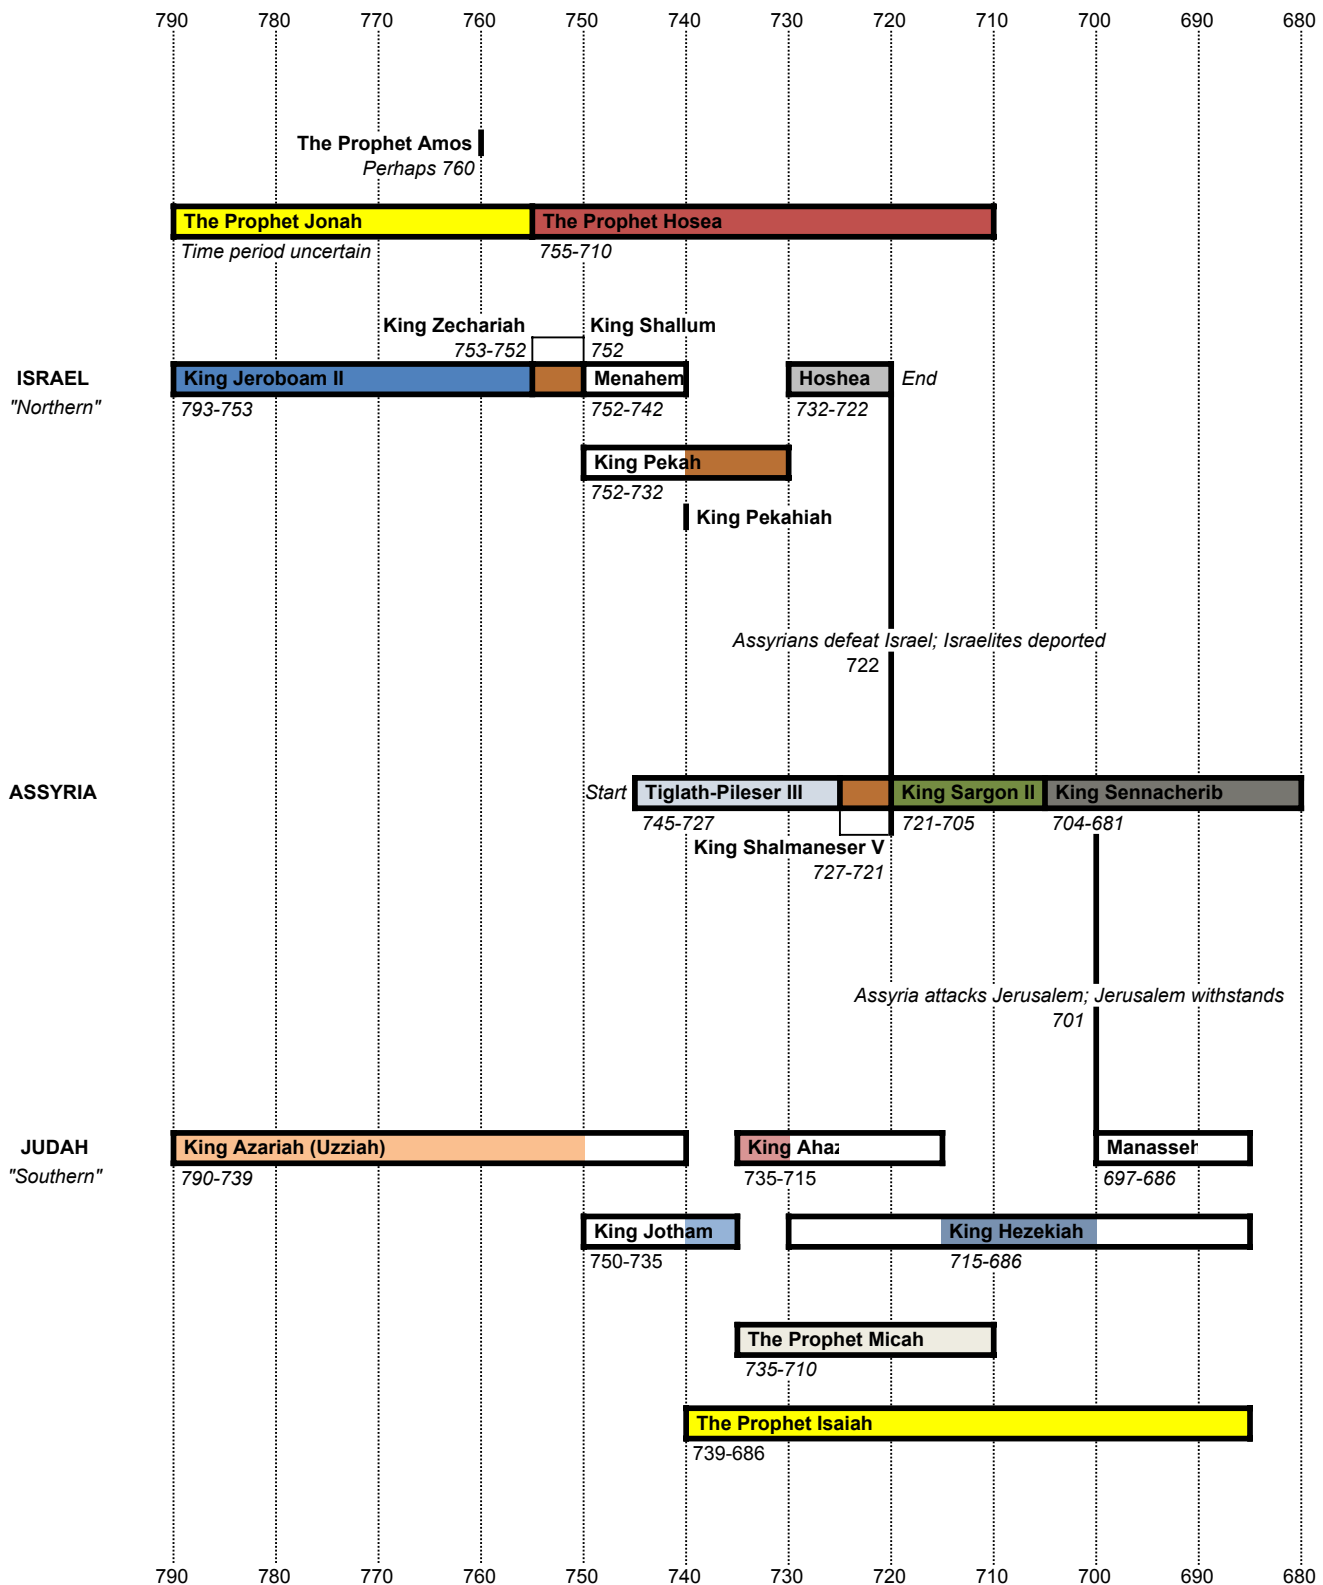 790 780 770 760 750 740 730 720 710 700 690 680
The Prophet Amos
Perhaps 760
The Prophet Jonah The Prophet Hosea
Time period uncertain 755-710
King Zechariah King Shallum
753-752 752
ISRAEL King Jeroboam II Menahem Hoshea End
"Northern" 793-753 752-742 732-722
King Pekah
752-732
King Pekahiah
Assyrians defeat Israel; Israelites deported
722
ASSYRIA Start Tiglath-Pileser III King Sargon II King Sennacherib
745-727 721-705 704-681
King Shalmaneser V
727-721
Assyria attacks Jerusalem; Jerusalem withstands
701
JUDAH King Azariah (Uzziah) King Ahaz Manasseh
"Southern" 790-739 735-715 697-686
King Jotham King Hezekiah
750-735 715-686
The Prophet Micah
735-710
The Prophet Isaiah
739-686
790 780 770 760 750 740 730 720 710 700 690 680